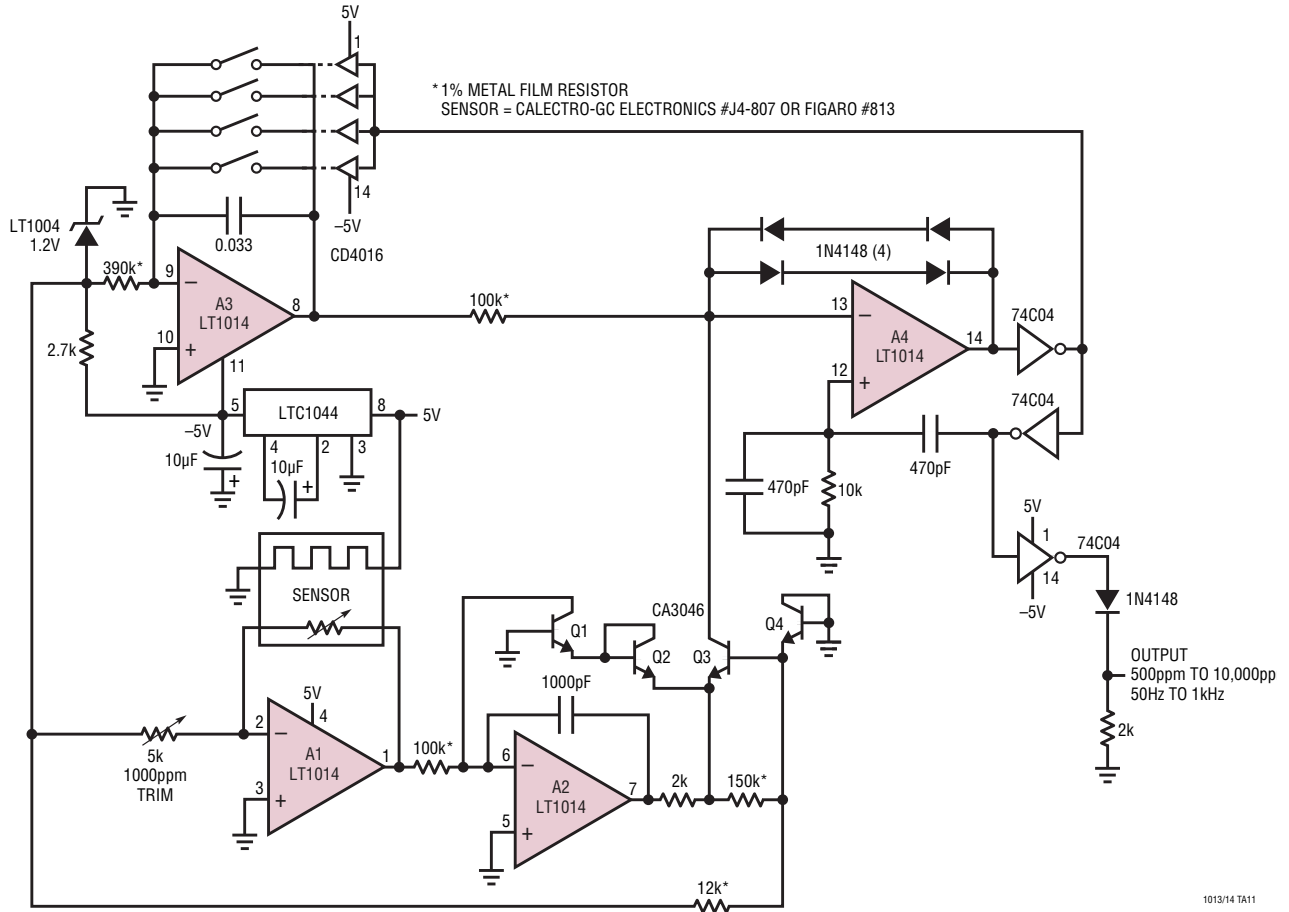 5V
1
* 1% METAL FILM RESISTOR
SENSOR = CALECTRO-GC ELECTRONICS #J4-807 OR FIGARO #813
14
–5V
CD4016
LT1004
1.2V
0.033
390k*
9
–
A3
LT1014
8
10
+
11
2.7k
100k*
1N4148 (4)
13
–
A4
LT1014
14
12
+
74C04
74C04
5
LTC1044
8
5V
–5V
4
2
3
10µF
+
10µF
+
470pF
470pF
10k
5V
1
74C04
14
–5V
1N4148
OUTPUT
500ppm TO 10,000pp
50Hz TO 1kHz
2k
SENSOR
CA3046
Q1
Q2
Q3
Q4
1000pF
5k
1000ppm
TRIM
5V
4
2
–
A1
LT1014
1
3
+
100k*
6
–
A2
LT1014
7
5
+
2k
150k*
12k*
1013/14 TA11